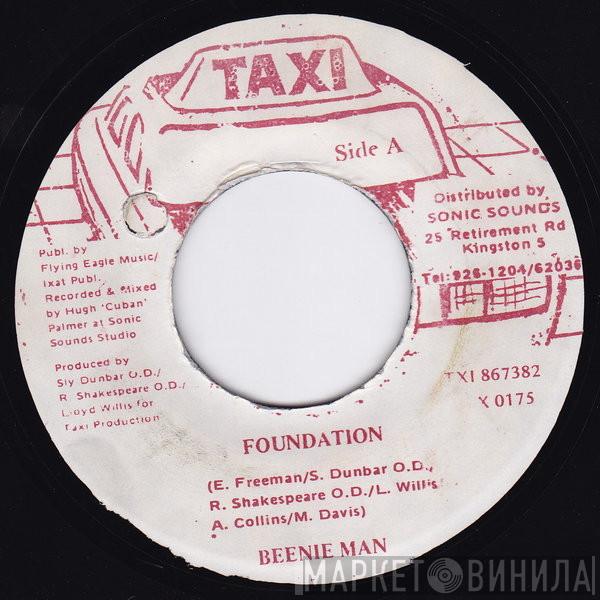 TAXI
Side A
Distributed by
SONIC SOUNDS
25 Retirement Rd
Kingston 5
Tel: 926-1204/62036
Publ. by
Flying Eagle Music/
Ixat Publ.
Recorded & Mixed
by Hugh 'Cuban'
Palmer at Sonic
Sounds Studio
Produced by
Sly Dunbar O.D./
R. Shakespeare O.D./
Lloyd Willis for
Taxi Production
TXI 867382
X 0175
FOUNDATION
(E. Freeman/S. Dunbar O.D./
R. Shakespeare O.D./L. Willis
A. Collins/M. Davis)
BEENIE MAN
МАРКЕТ ВИНИЛА